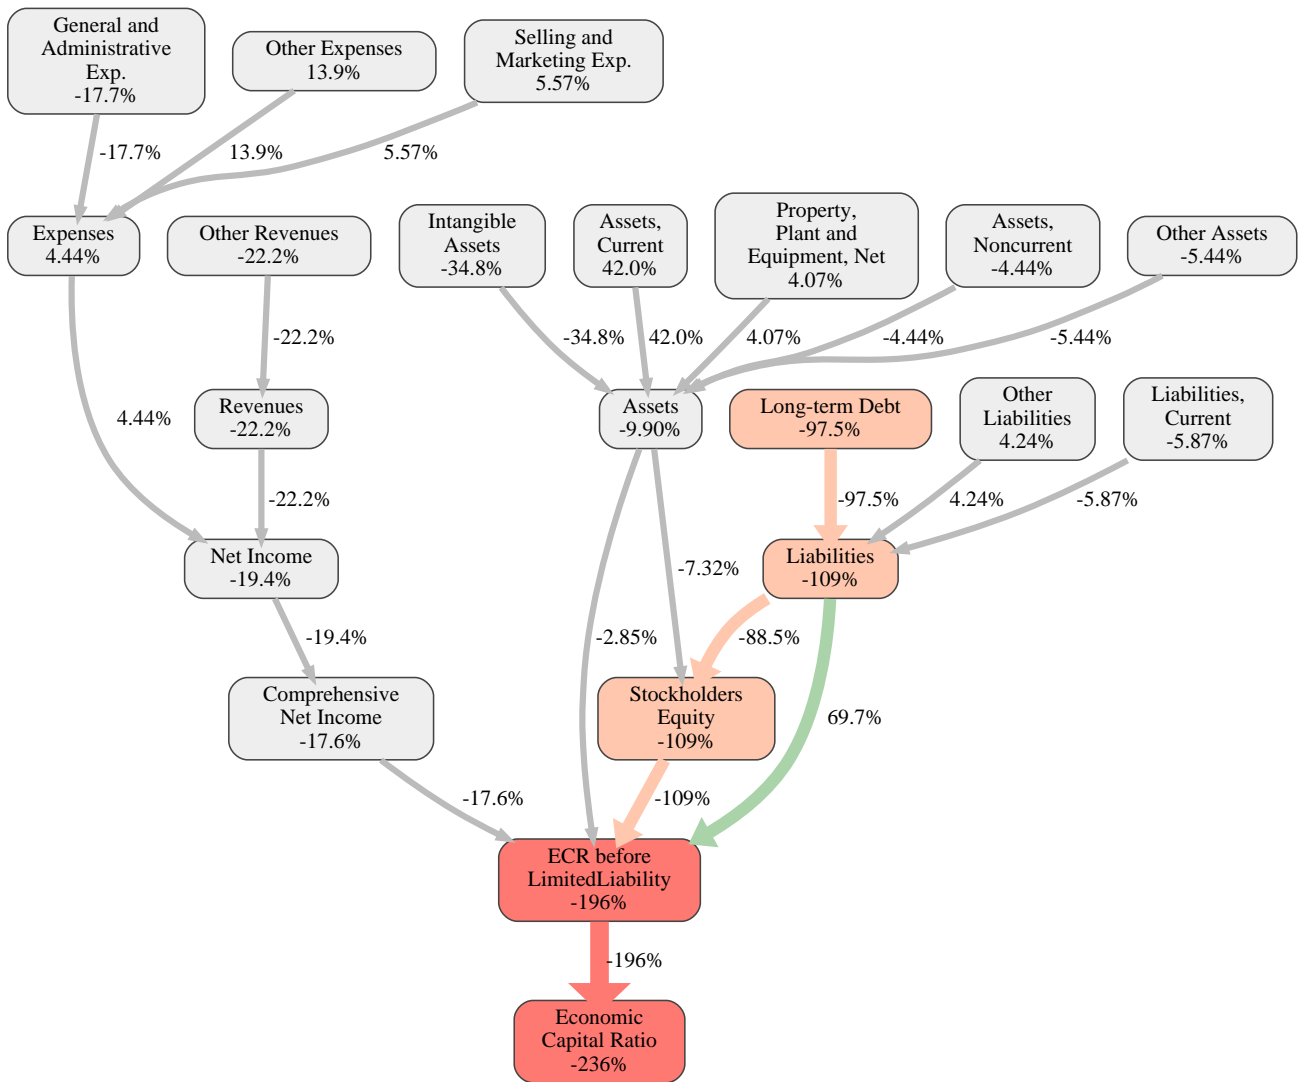 General and
Administrative
Exp.
-17.7%
Other Expenses
13.9%
Selling and
Marketing Exp.
5.57%
-17.7%
13.9%
5.57%
Expenses
4.44%
Other Revenues
-22.2%
Intangible
Assets
-34.8%
Assets,
Current
42.0%
Property,
Plant and
Equipment, Net
4.07%
Assets,
Noncurrent
-4.44%
Other Assets
-5.44%
-22.2%
-34.8%
42.0%
4.07%
-4.44%
-5.44%
4.44%
Revenues
-22.2%
Assets
-9.90%
Long-term Debt
-97.5%
Other
Liabilities
4.24%
Liabilities,
Current
-5.87%
-22.2%
-97.5%
4.24%
-5.87%
Net Income
-19.4%
-7.32%
Liabilities
-109%
-19.4%
-2.85%
-88.5%
69.7%
Comprehensive
Net Income
-17.6%
Stockholders
Equity
-109%
-17.6%
-109%
ECR before
LimitedLiability
-196%
-196%
Economic
Capital Ratio
-236%